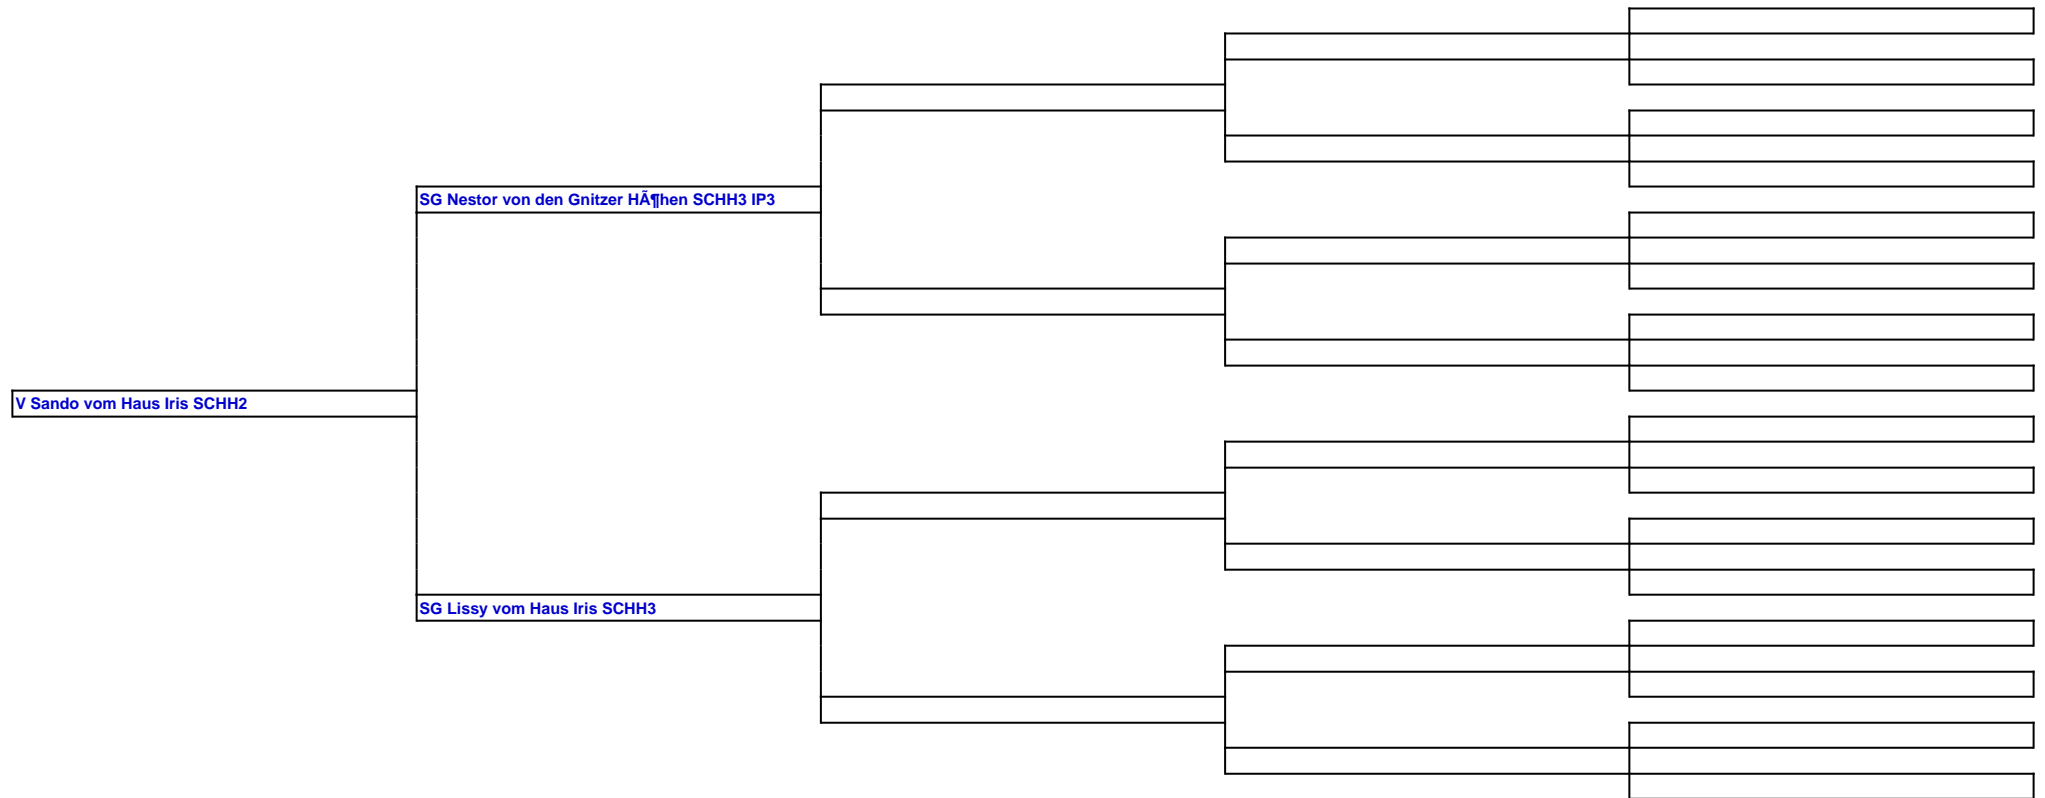 SG Nestor von den Gnitzer HÃ¶hen SCHH3 IP3
V Sando vom Haus Iris SCHH2
SG Lissy vom Haus Iris SCHH3